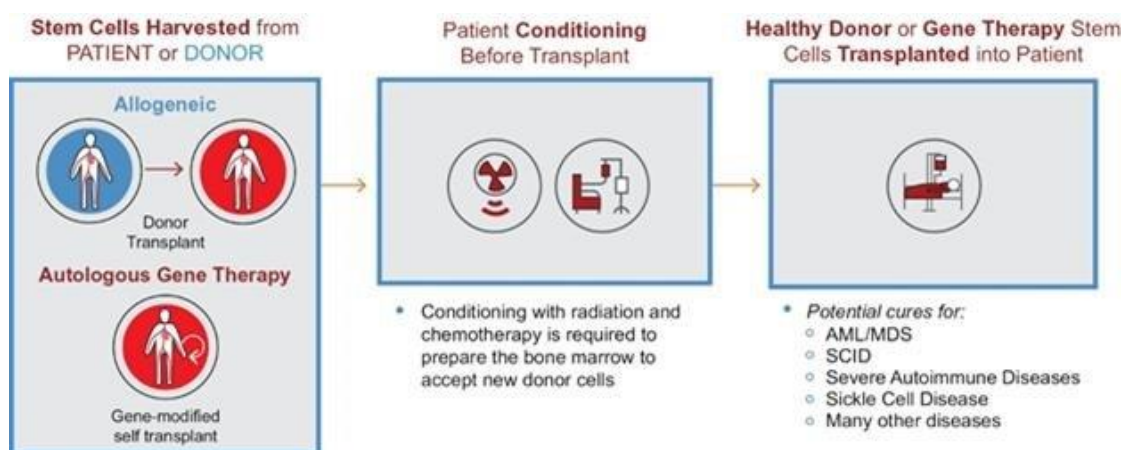 Stem Cells Harvested from
PATIENT or DONOR
Allogeneic
Donor
Transplant
Autologous Gene Therapy
Gene-modified
self transplant
Patient Conditioning
Before Transplant
• Conditioning with radiation and
chemotherapy is required to
prepare the bone marrow to
accept new donor cells
Healthy Donor or Gene Therapy Stem
Cells Transplanted into Patient
• Potential cures for:
○ AML/MDS
○ SCID
○ Severe Autoimmune Diseases
○ Sickle Cell Disease
○ Many other diseases